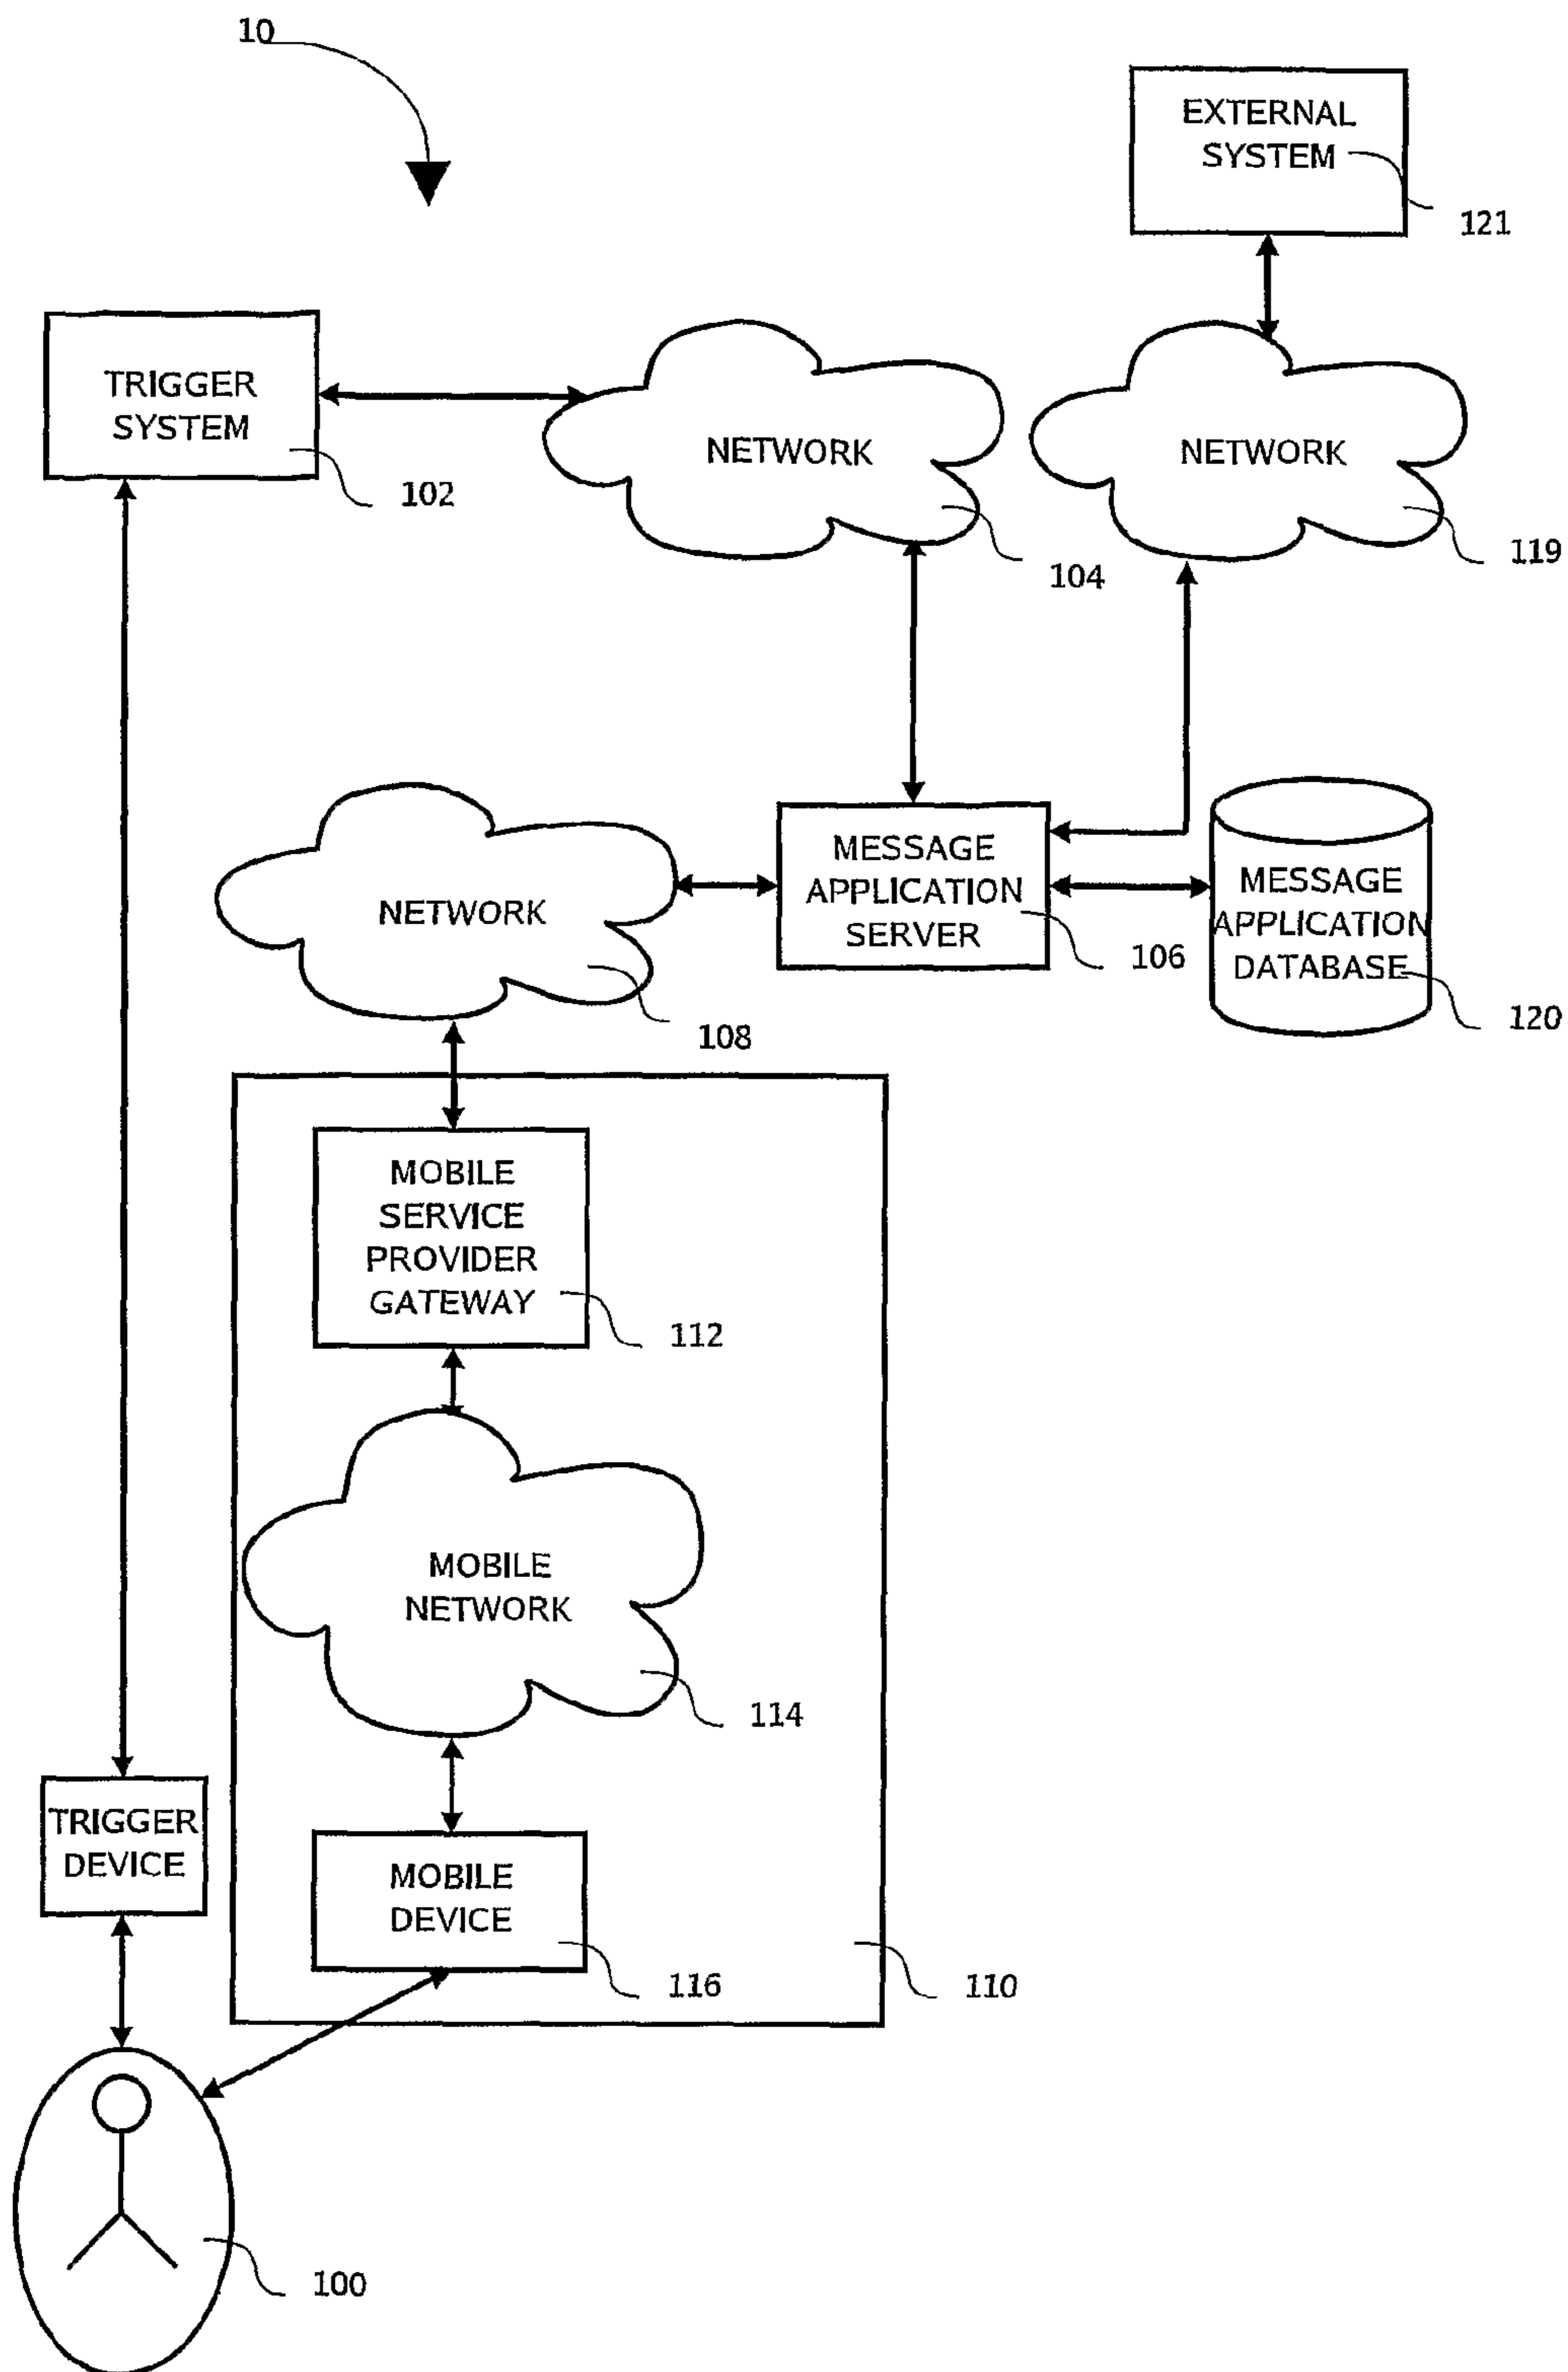 10
EXTERNAL
SYSTEM
121
TRIGGER
SYSTEM
102
NETWORK
104
NETWORK
119
NETWORK
108
MESSAGE
APPLICATION
SERVER
106
MESSAGE
APPLICATION
DATABASE
120
MOBILE
SERVICE
PROVIDER
GATEWAY
112
MOBILE
NETWORK
114
TRIGGER
DEVICE
MOBILE
DEVICE
116
110
100